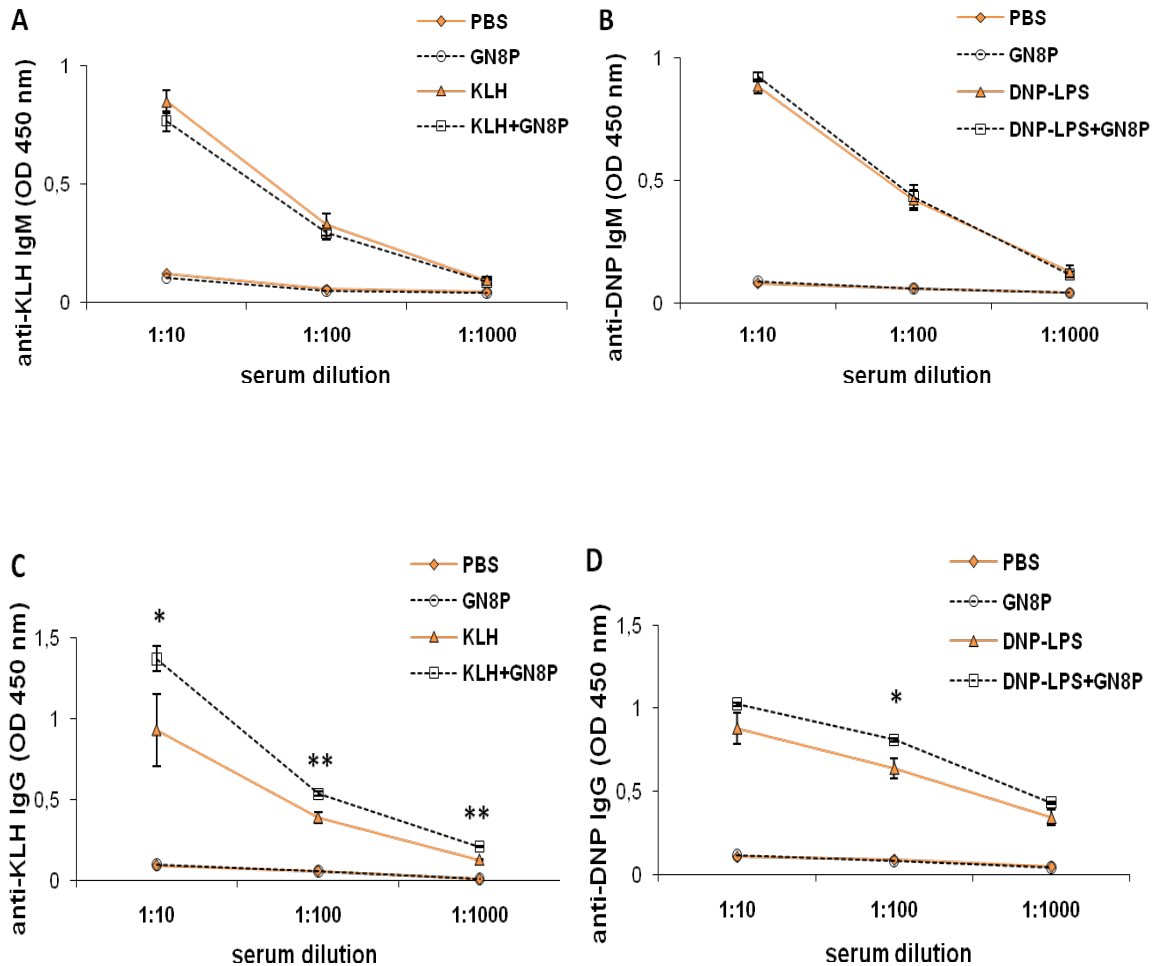 A
PBS
GN8P
KLH
KLH+GN8P
anti-KLH IgM (OD 450 nm)
1
0,5
0
1:10 1:100 1:1000
serum dilution
B
PBS
GN8P
DNP-LPS
DNP-LPS+GN8P
anti-DNP IgM (OD 450 nm)
1
0,5
0
1:10 1:100 1:1000
serum dilution
C
PBS
GN8P
KLH
KLH+GN8P
anti-KLH IgG (OD 450 nm)
1,5
1
0,5
0
*
**
**
1:10 1:100 1:1000
serum dilution
D
PBS
GN8P
DNP-LPS
DNP-LPS+GN8P
anti-DNP IgG (OD 450 nm)
1,5
1
0,5
0
*
1:10 1:100 1:1000
serum dilution